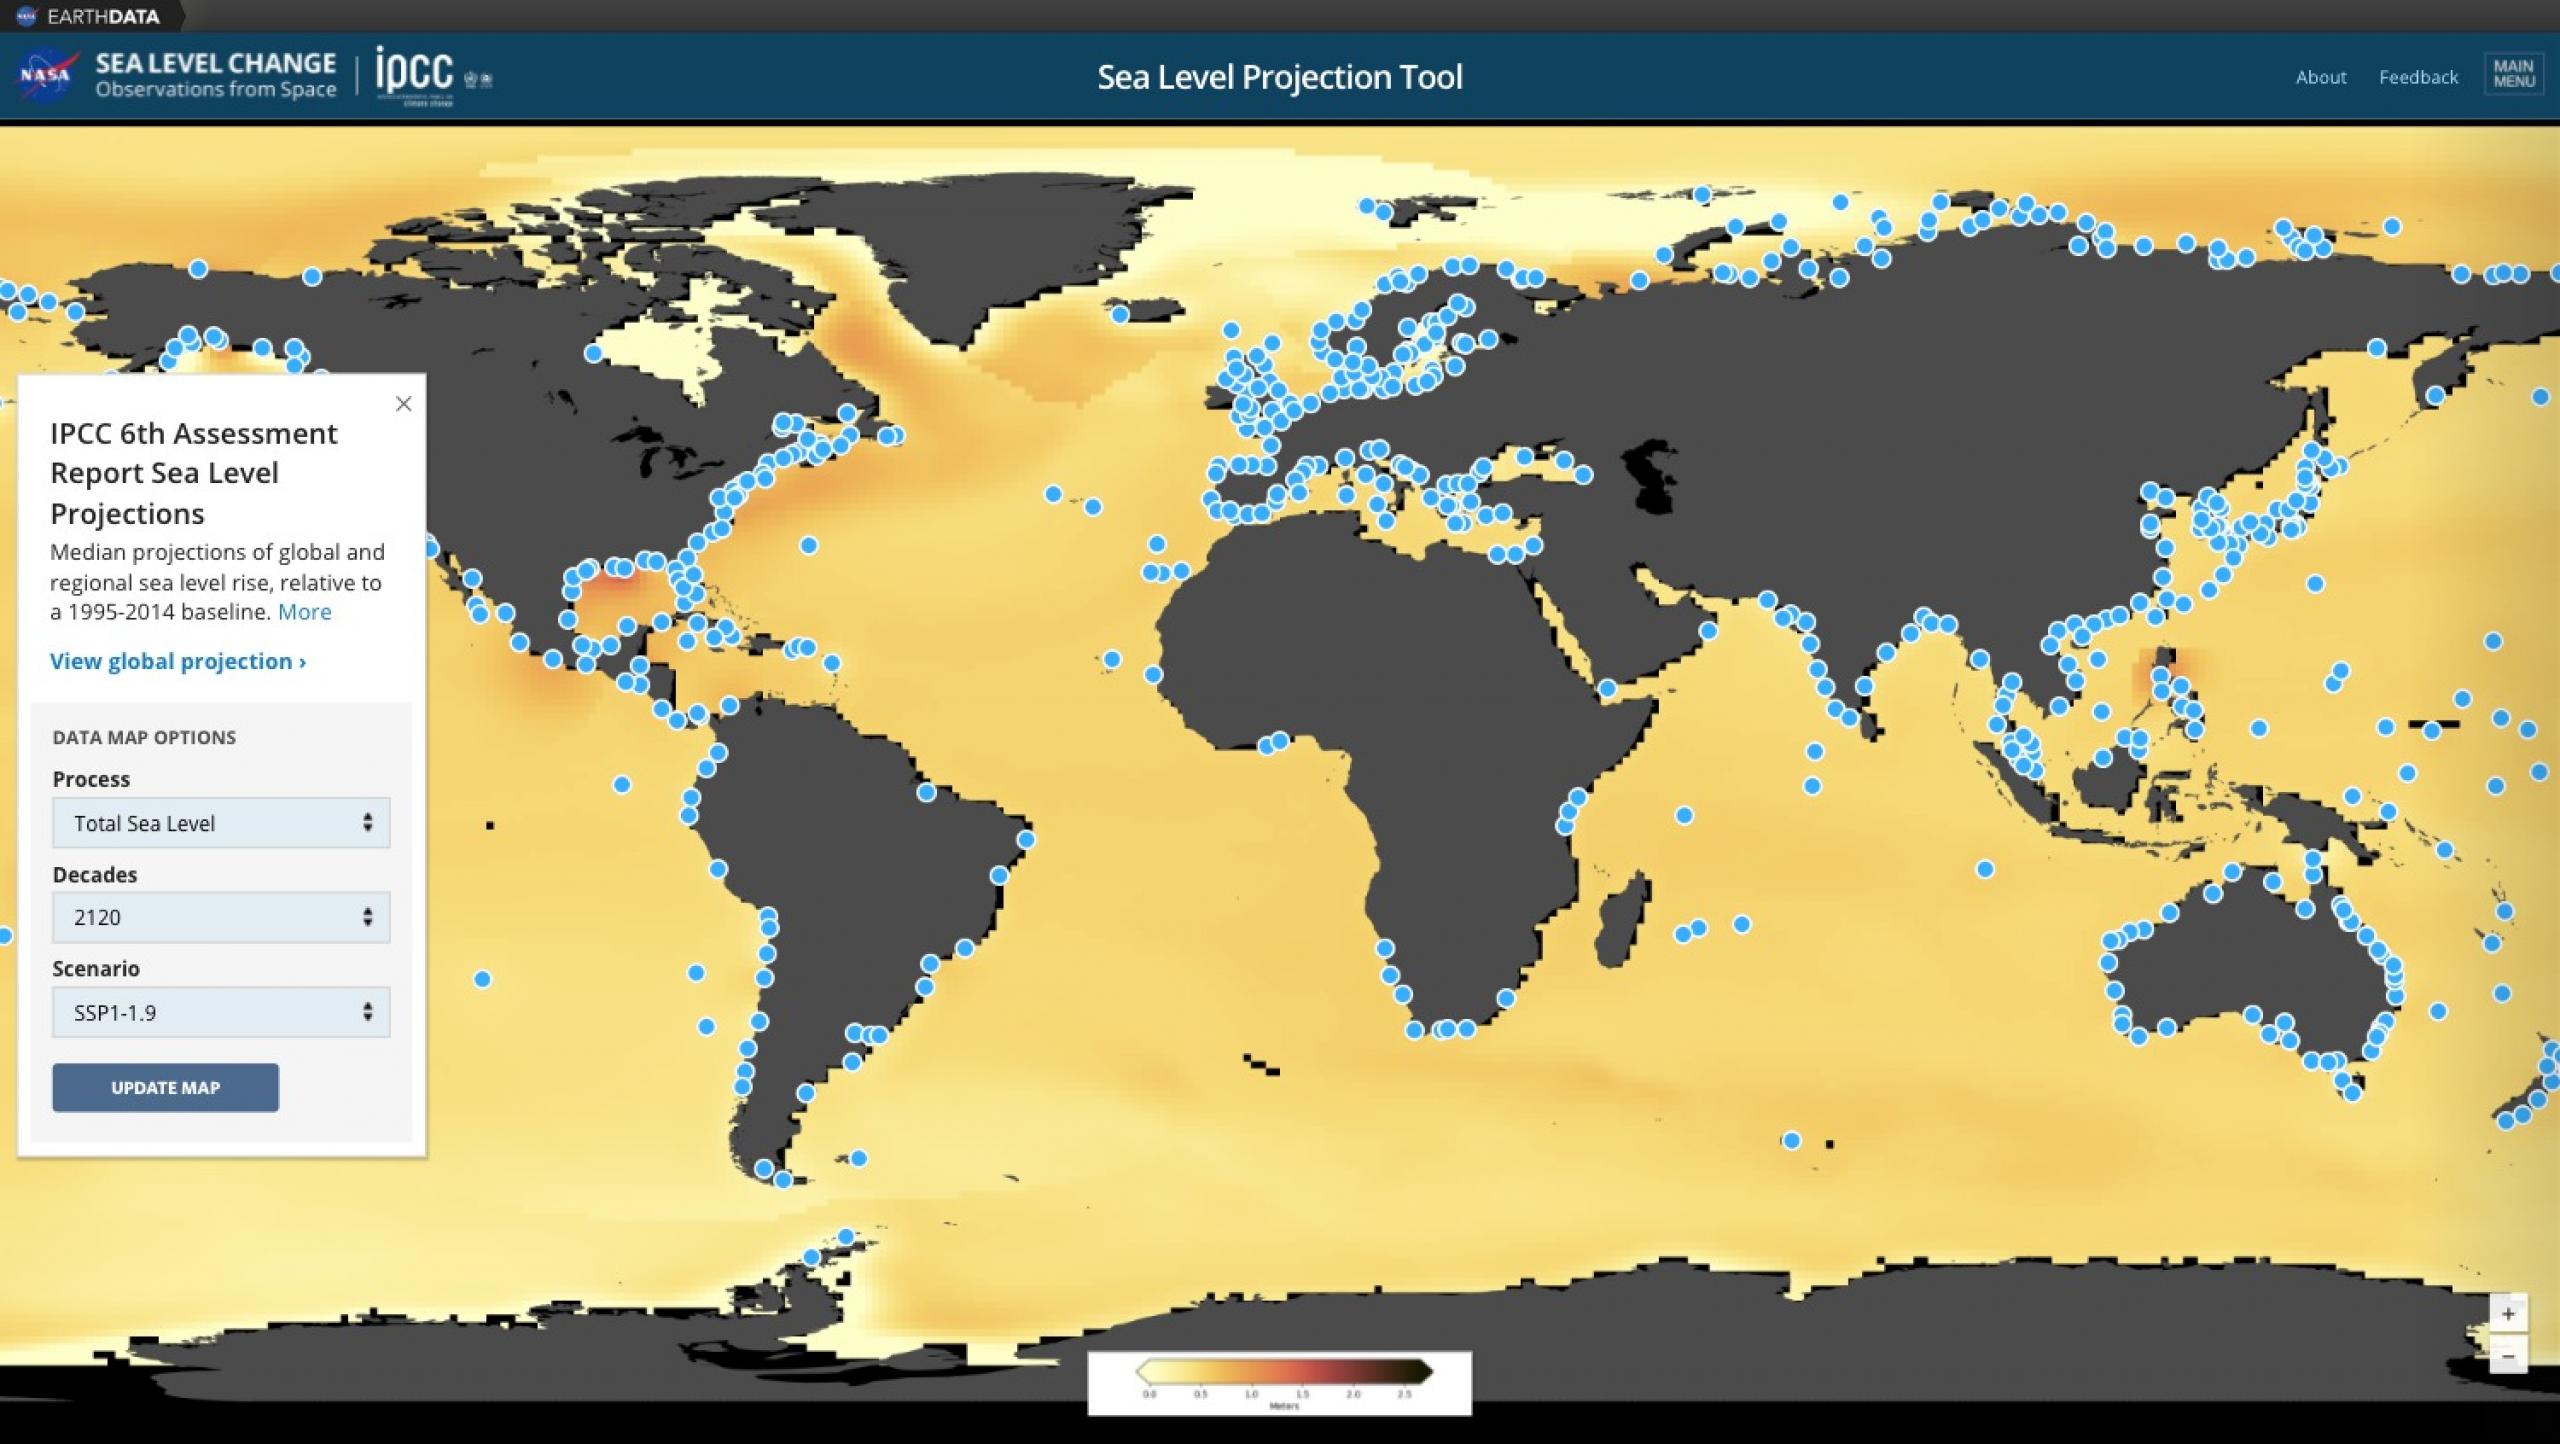 EARTHDATA
NASA
SEA LEVEL CHANGE
Observations from Space
ipcc
climate change
Sea Level Projection Tool
About
Feedback
MAIN
MENU
IPCC 6th Assessment
Report Sea Level
Projections
Median projections of global and
regional sea level rise, relative to
a 1995-2014 baseline. More
View global projection ›
DATA MAP OPTIONS
Process
Total Sea Level
Decades
2120
Scenario
SSP1-1.9
UPDATE MAP
+
−
0.0 0.5 1.0 1.5 2.0 2.5
Meters